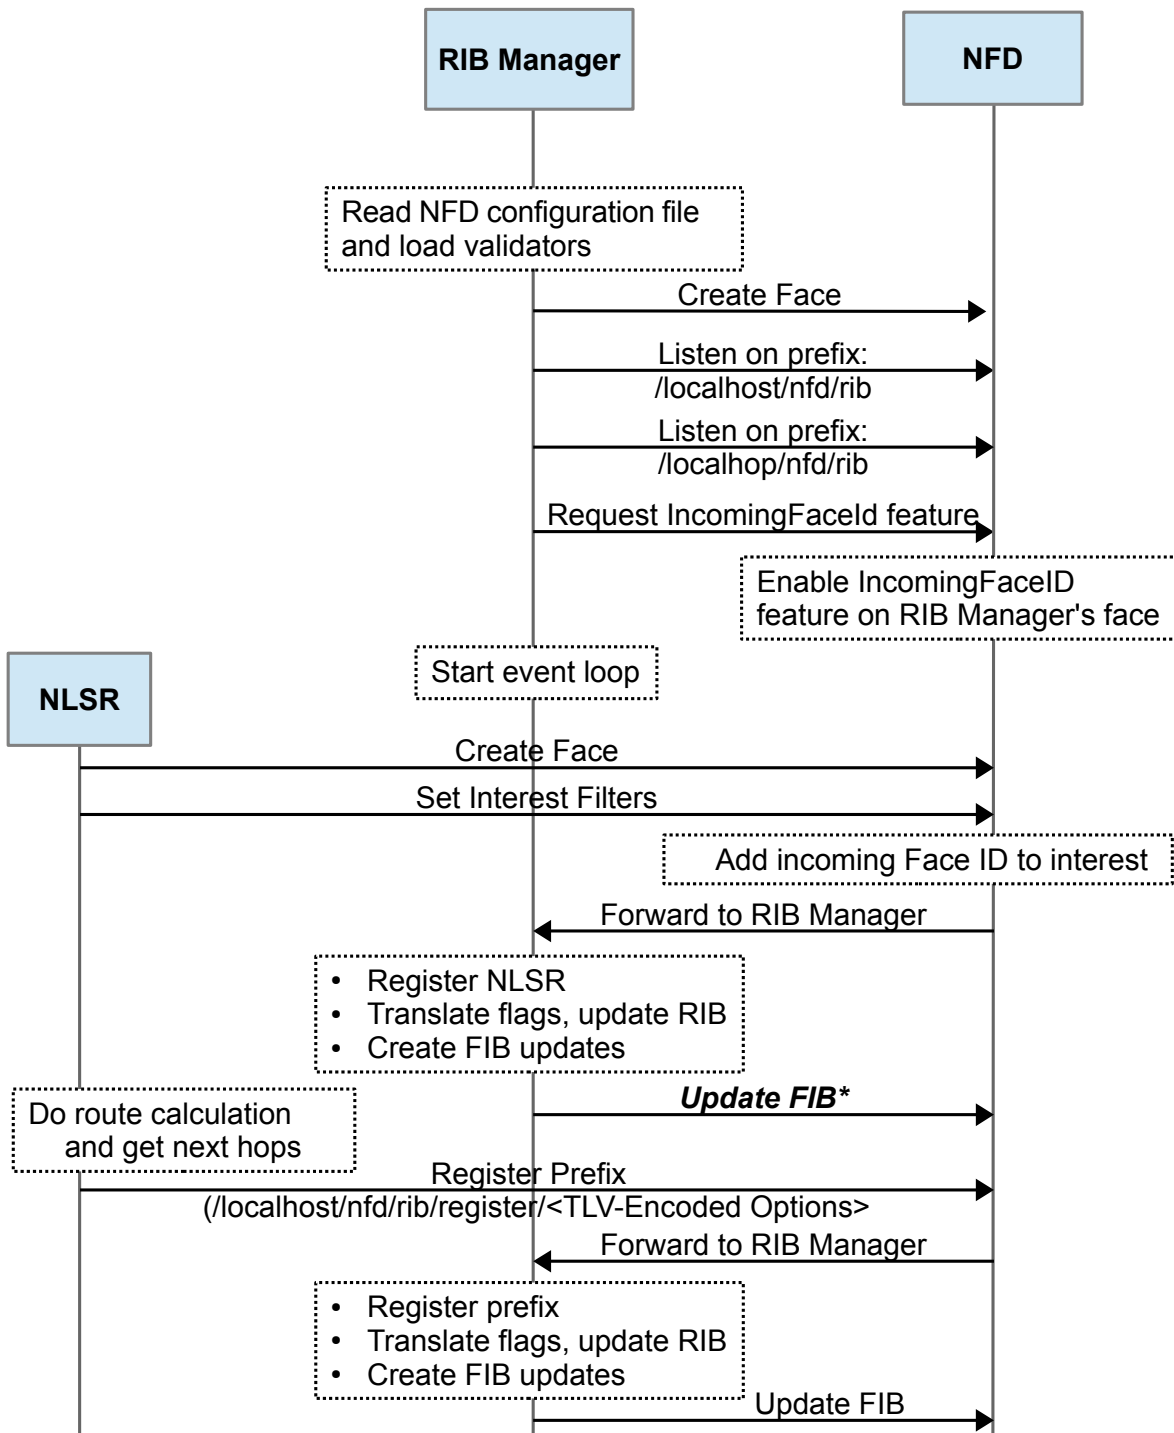 RIB Manager
NFD
Read NFD configuration file
and load validators
Create Face
Listen on prefix:
/localhost/nfd/rib
Listen on prefix:
/localhop/nfd/rib
Request IncomingFaceId feature
Enable IncomingFaceID
feature on RIB Manager's face
Start event loop
NLSR
Create Face
Set Interest Filters
Add incoming Face ID to interest
Forward to RIB Manager
• Register NLSR
• Translate flags, update RIB
• Create FIB updates
Update FIB*
Do route calculation
and get next hops
Register Prefix
(/localhost/nfd/rib/register/<TLV-Encoded Options>
Forward to RIB Manager
• Register prefix
• Translate flags, update RIB
• Create FIB updates
Update FIB